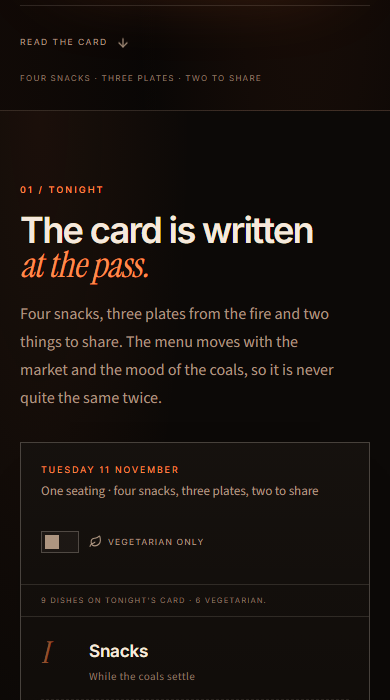 READ THE CARD
FOUR SNACKS · THREE PLATES · TWO TO SHARE
01 / TONIGHT
The card is written
at the pass.
Four snacks, three plates from the fire and two
things to share. The menu moves with the
market and the mood of the coals, so it is never
quite the same twice.
TUESDAY 11 NOVEMBER
One seating · four snacks, three plates, two to share
VEGETARIAN ONLY
9 DISHES ON TONIGHT'S CARD · 6 VEGETARIAN.
I Snacks
While the coals settle